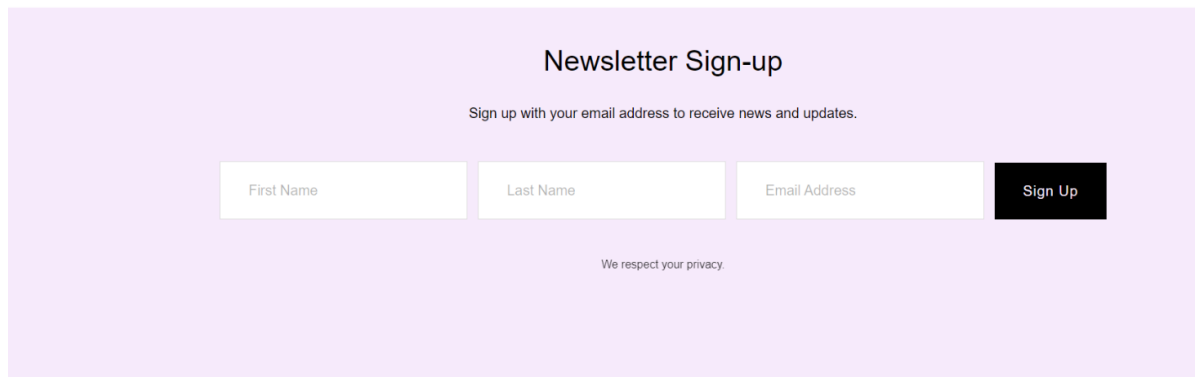 Newsletter Sign-up
Sign up with your email address to receive news and updates.
First Name Last Name Email Address Sign Up
We respect your privacy.